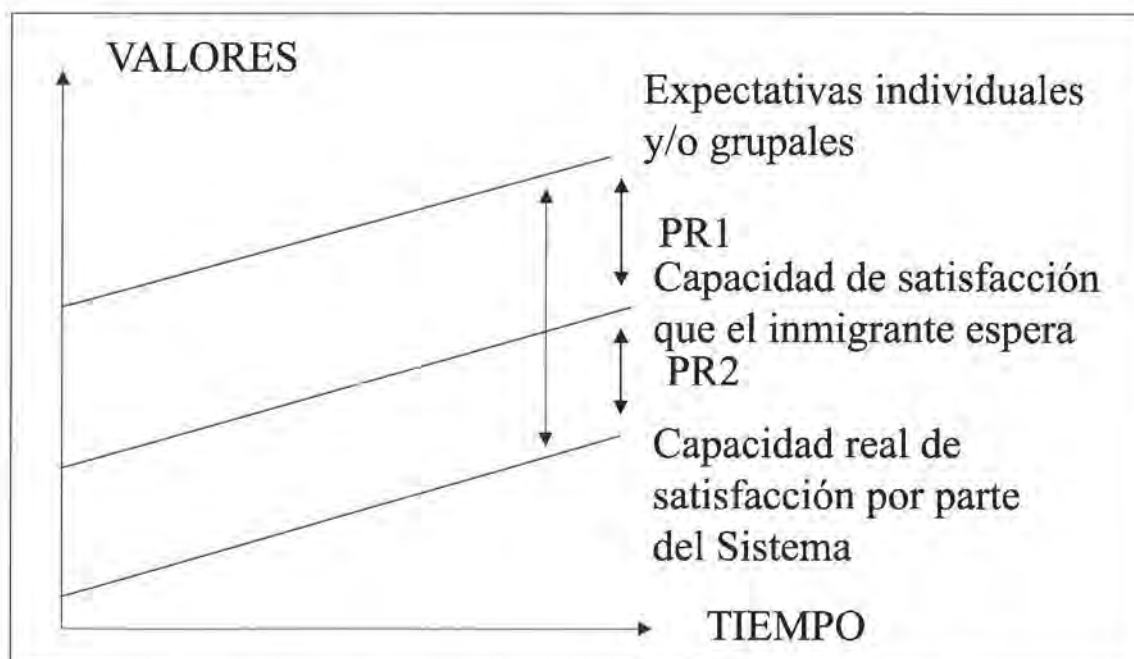 VALORES
Expectativas individuales
y/o grupales
PR1
Capacidad de satisfacción
que el inmigrante espera
PR2
Capacidad real de
satisfacción por parte
del Sistema
TIEMPO